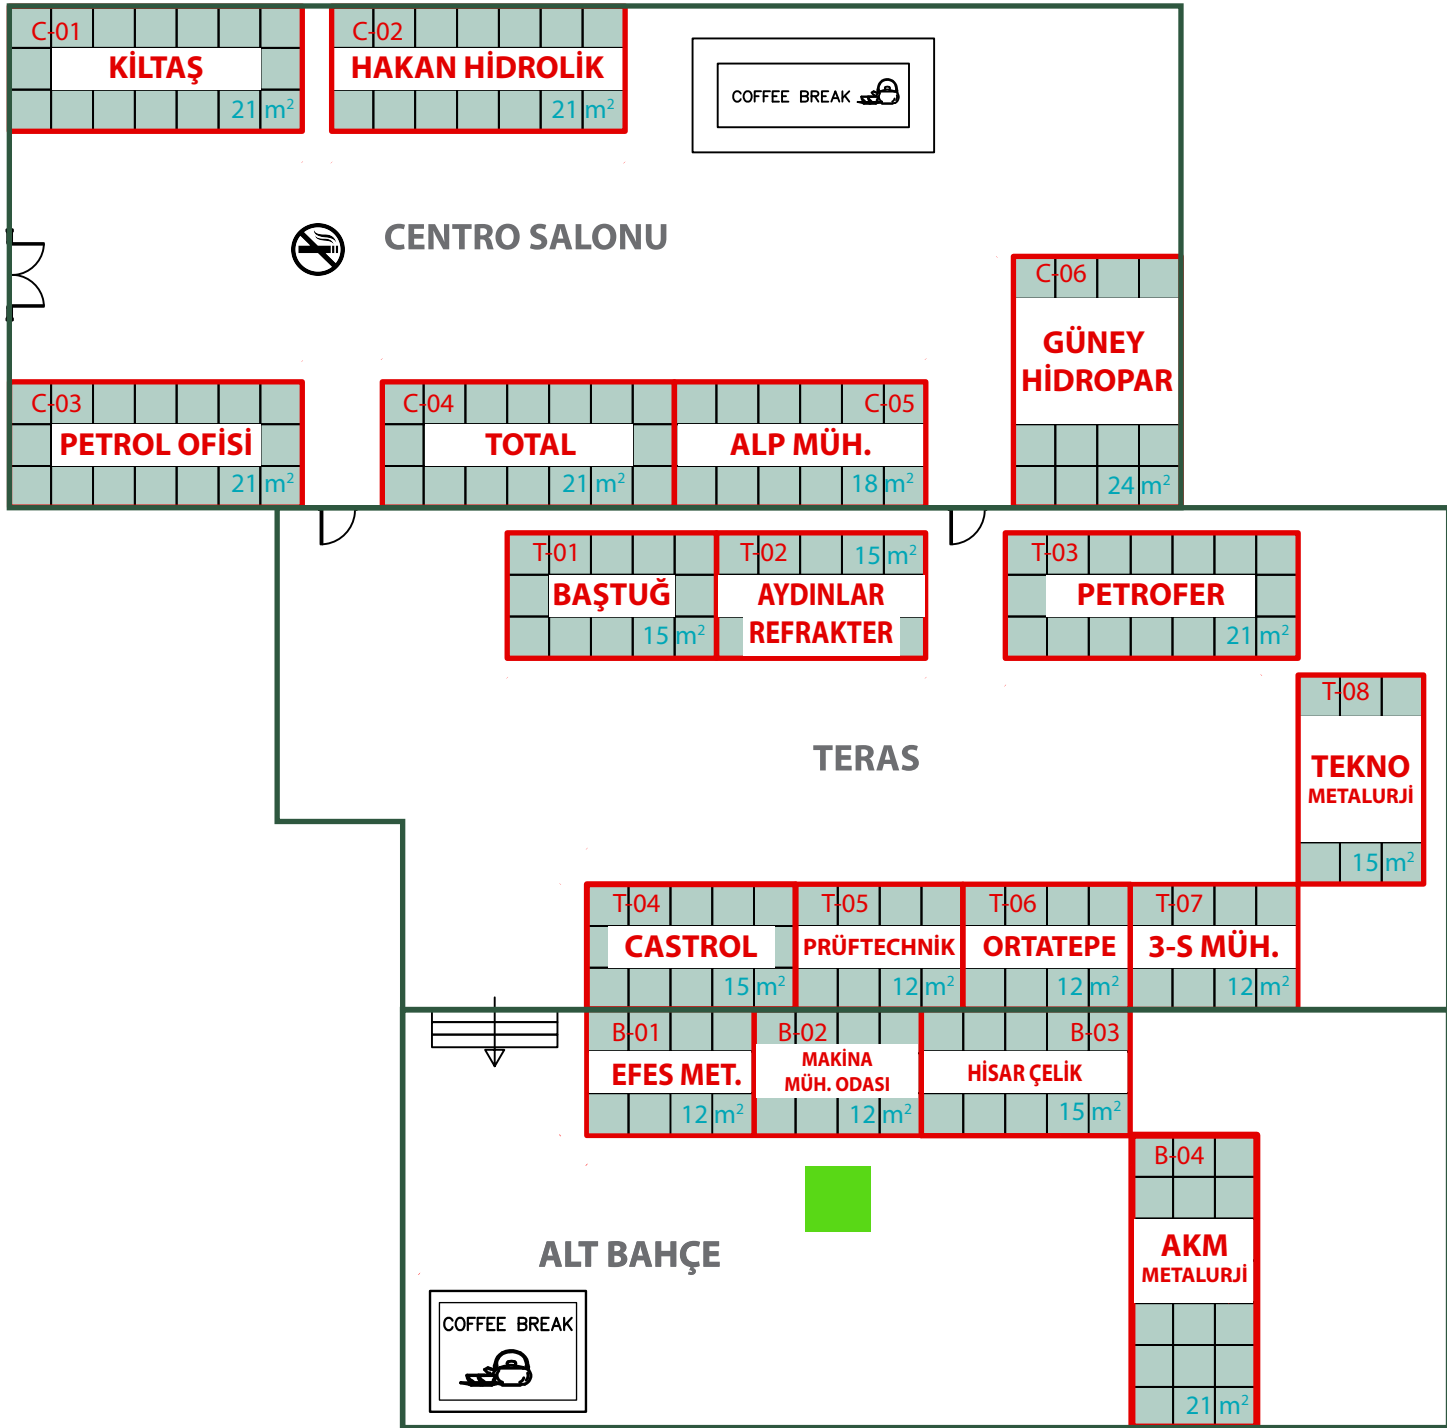 C-01
KİLTAŞ
21 m²
C-02
HAKAN HİDROLİK
21 m²
COFFEE BREAK
CENTRO SALONU
C-06
GÜNEY
HİDROPAR
24 m²
C-03
PETROL OFİSİ
21 m²
C-04
TOTAL
21 m²
C-05
ALP MÜH.
18 m²
T-01
BAŞTUĞ
15 m²
T-02
15 m²
AYDINLAR
REFRAKTER
T-03
PETROFER
21 m²
T-08
TEKNO
METALURJİ
15 m²
TERAS
T-04
CASTROL
15 m²
T-05
PRÜFTECHNİK
12 m²
T-06
ORTATEPE
12 m²
T-07
3-S MÜH.
12 m²
B-01
EFES MET.
12 m²
B-02
MAKİNA
MÜH. ODASI
12 m²
B-03
HİSAR ÇELİK
15 m²
B-04
AKM
METALURJİ
21 m²
ALT BAHÇE
COFFEE BREAK